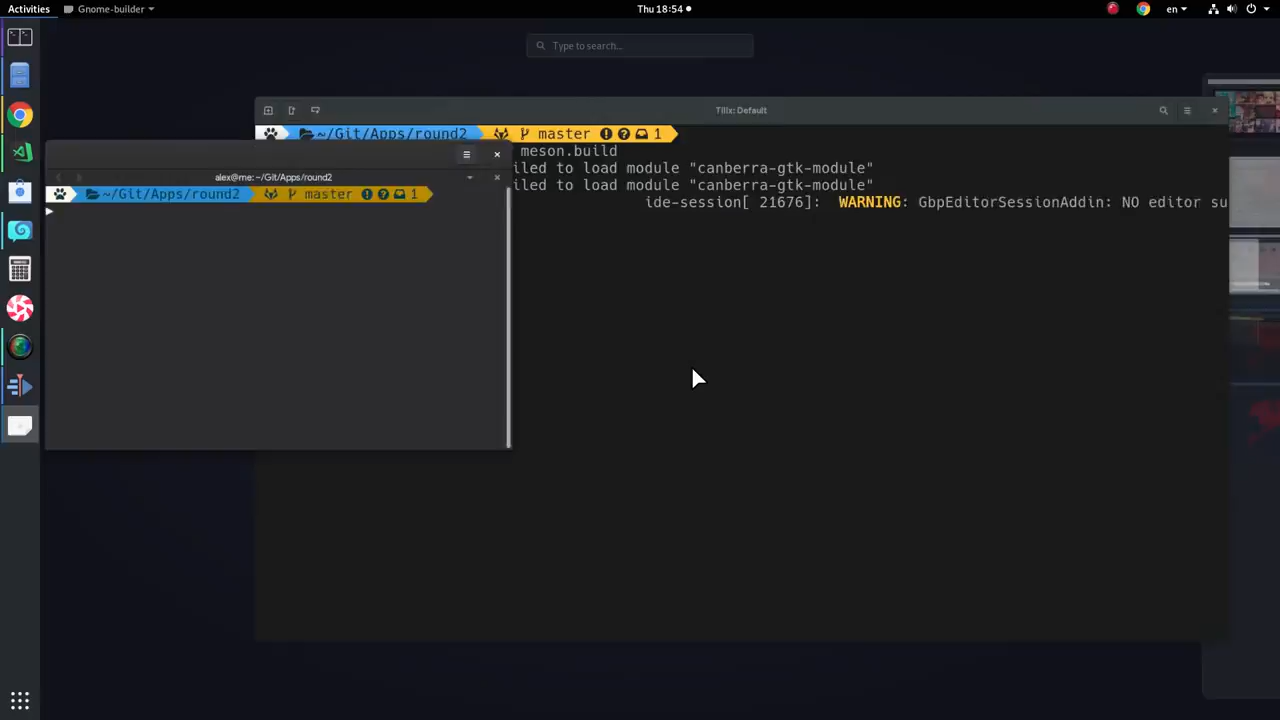 Activities Gnome-builder Thu 18:54 en
Type to search...
Tilix: Default
~/Git/Apps/round2 master 1
meson.build
iled to load module "canberra-gtk-module"
iled to load module "canberra-gtk-module"
ide-session[ 21676]: WARNING: GbpEditorSessionAddin: NO editor su
alex@me:~/Git/Apps/round2
~/Git/Apps/round2 master 1